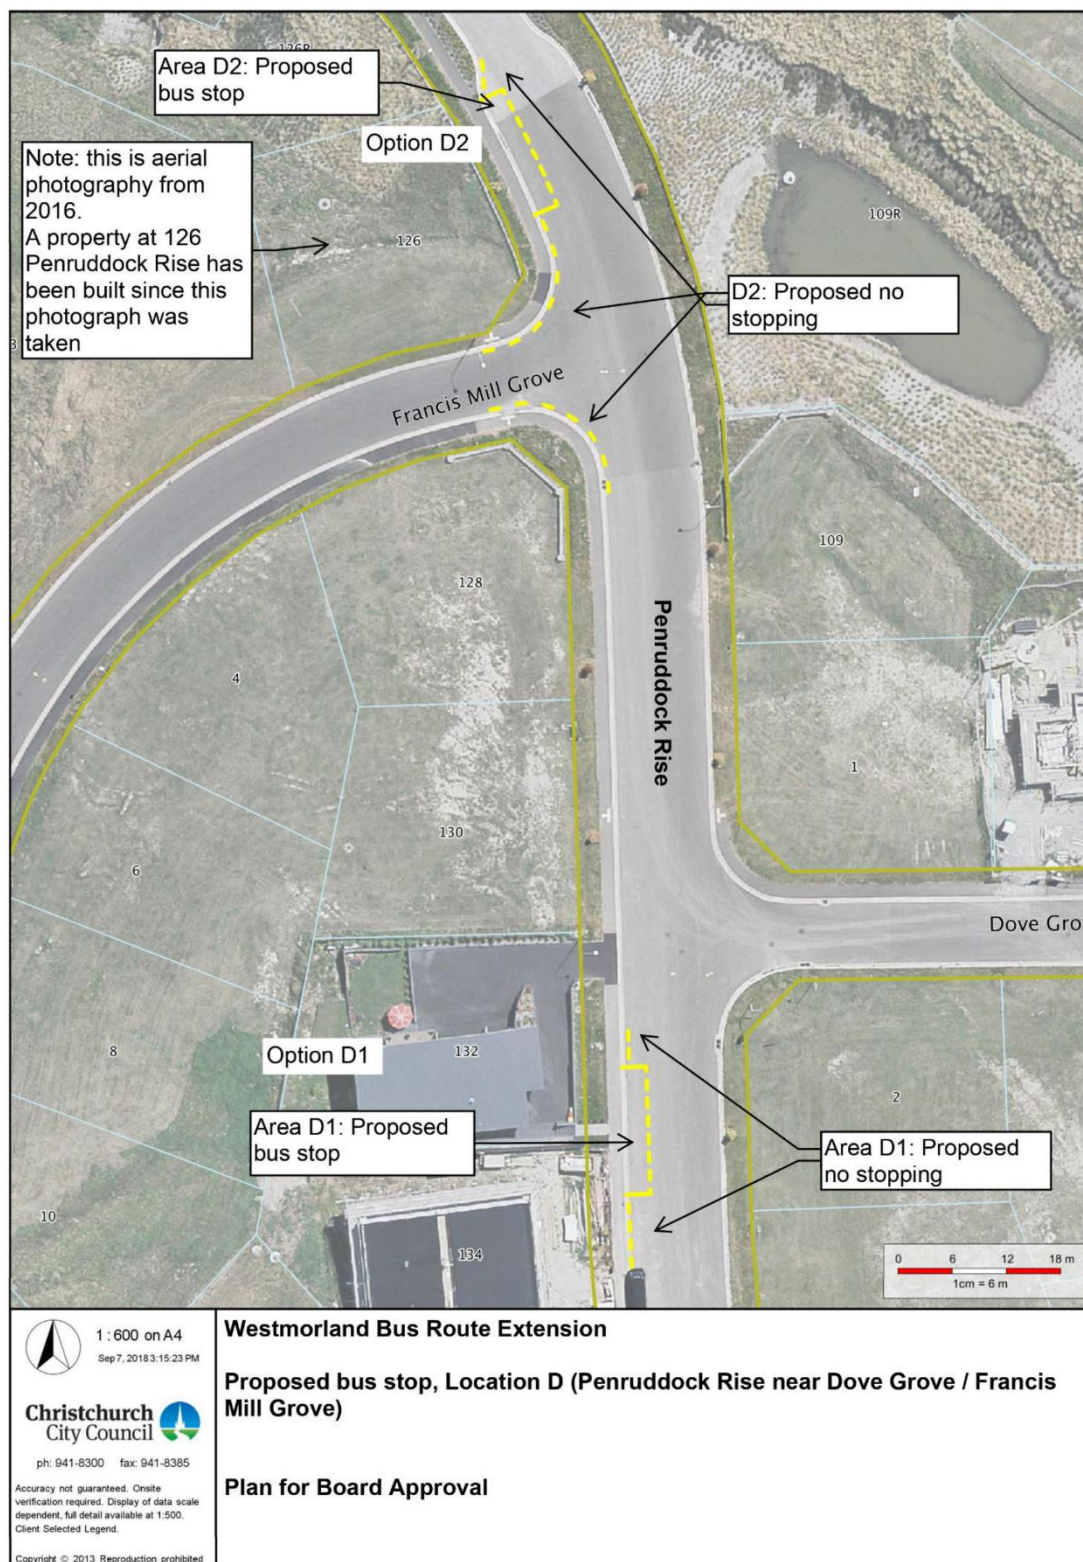 126R
Area D2: Proposed
bus stop
Option D2
Note: this is aerial
photography from
2016.
A property at 126
Penruddock Rise has
been built since this
photograph was
taken
126
109R
D2: Proposed no
stopping
Francis Mill Grove
128
109
4
Penruddock Rise
1
130
6
Dove Gro
8
Option D1
132
2
Area D1: Proposed
bus stop
Area D1: Proposed
no stopping
10
134
0 6 12 18 m
1cm = 6 m
1 : 600 on A4
Sep 7, 2018 3:15:23 PM
Christchurch
City Council
ph: 941-8300 fax: 941-8385
Accuracy not guaranteed. Onsite
verification required. Display of data scale
dependent, full detail available at 1:500.
Client Selected Legend.
Copyright © 2013 Reproduction prohibited
Westmorland Bus Route Extension
Proposed bus stop, Location D (Penruddock Rise near Dove Grove / Francis
Mill Grove)
Plan for Board Approval